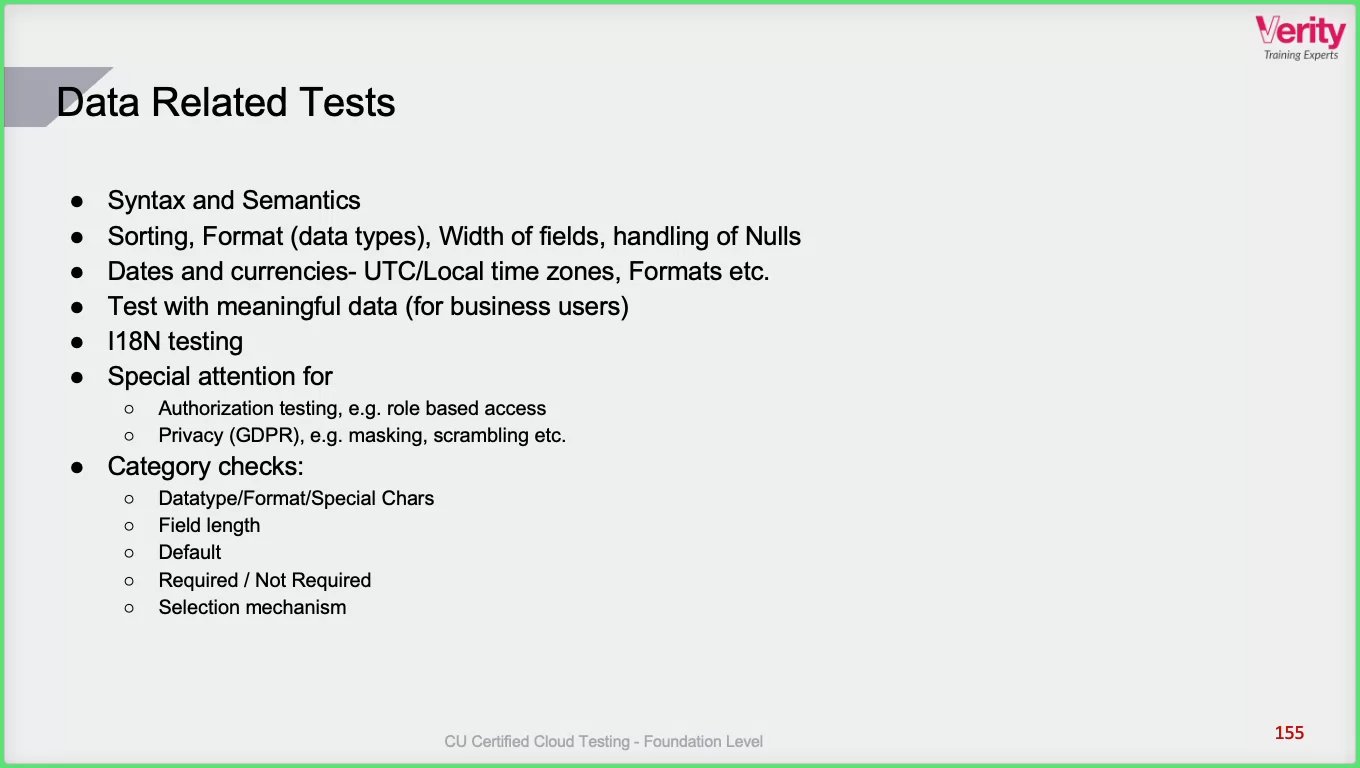 Verity
Training Experts
Data Related Tests
● Syntax and Semantics
● Sorting, Format (data types), Width of fields, handling of Nulls
● Dates and currencies- UTC/Local time zones, Formats etc.
● Test with meaningful data (for business users)
● I18N testing
● Special attention for
○ Authorization testing, e.g. role based access
○ Privacy (GDPR), e.g. masking, scrambling etc.
● Category checks:
○ Datatype/Format/Special Chars
○ Field length
○ Default
○ Required / Not Required
○ Selection mechanism
CU Certified Cloud Testing - Foundation Level
155